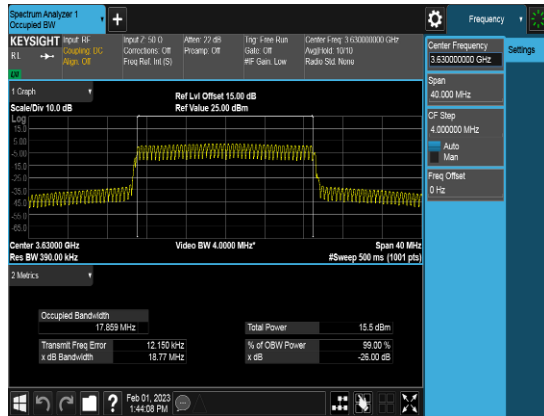 Spectrum Analyzer 1
Occupied BW
+
Frequency
KEYSIGHT
RL
Input: RF
Coupling: DC
Align: Off
Input Z: 50 Ω
Corrections: Off
Freq Ref: Int (S)
Atten: 22 dB
Preamp: Off
Trig: Free Run
Gate: Off
#IF Gain: Low
Center Freq: 3.630000000 GHz
Avg|Hold: 10/10
Radio Std: None
1 Graph
Scale/Div 10.0 dB
Ref Lvl Offset 15.00 dB
Ref Value 25.00 dBm
Log
15.0
5.00
-5.00
-15.0
-25.0
-35.0
-45.0
-55.0
-65.0
Center 3.63000 GHz
Res BW 390.00 kHz
Video BW 4.0000 MHz*
Span 40 MHz
#Sweep 500 ms (1001 pts)
2 Metrics
Occupied Bandwidth
17.859 MHz
Total Power 15.5 dBm
Transmit Freq Error 12.150 kHz
% of OBW Power 99.00 %
x dB Bandwidth 18.77 MHz
x dB -26.00 dB
Center Frequency
3.630000000 GHz
Settings
Span
40.000 MHz
CF Step
4.000000 MHz
Auto
Man
Freq Offset
0 Hz
?
Feb 01, 2023
1:44:08 PM